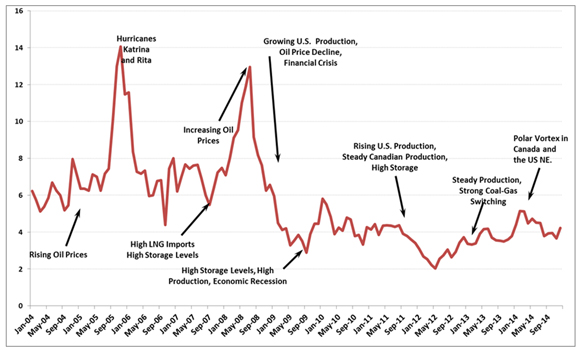 16
14
12
10
8
6
4
2
0
Hurricanes
Katrina
and Rita
Growing U.S. Production,
Oil Price Decline,
Financial Crisis
Increasing Oil
Prices
Rising U.S. Production,
Steady Canadian Production,
High Storage
Polar Vortex in
Canada and
the US NE.
Steady Production,
Strong Coal-Gas
Switching
Rising Oil Prices
High LNG Imports
High Storage Levels
High Storage Levels, High
Production, Economic Recession
Jan-04
May-04
Sep-04
Jan-05
May-05
Sep-05
Jan-06
May-06
Sep-06
Jan-07
May-07
Sep-07
Jan-08
May-08
Sep-08
Jan-09
May-09
Sep-09
Jan-10
May-10
Sep-10
Jan-11
May-11
Sep-11
Jan-12
May-12
Sep-12
Jan-13
May-13
Sep-13
Jan-14
May-14
Sep-14